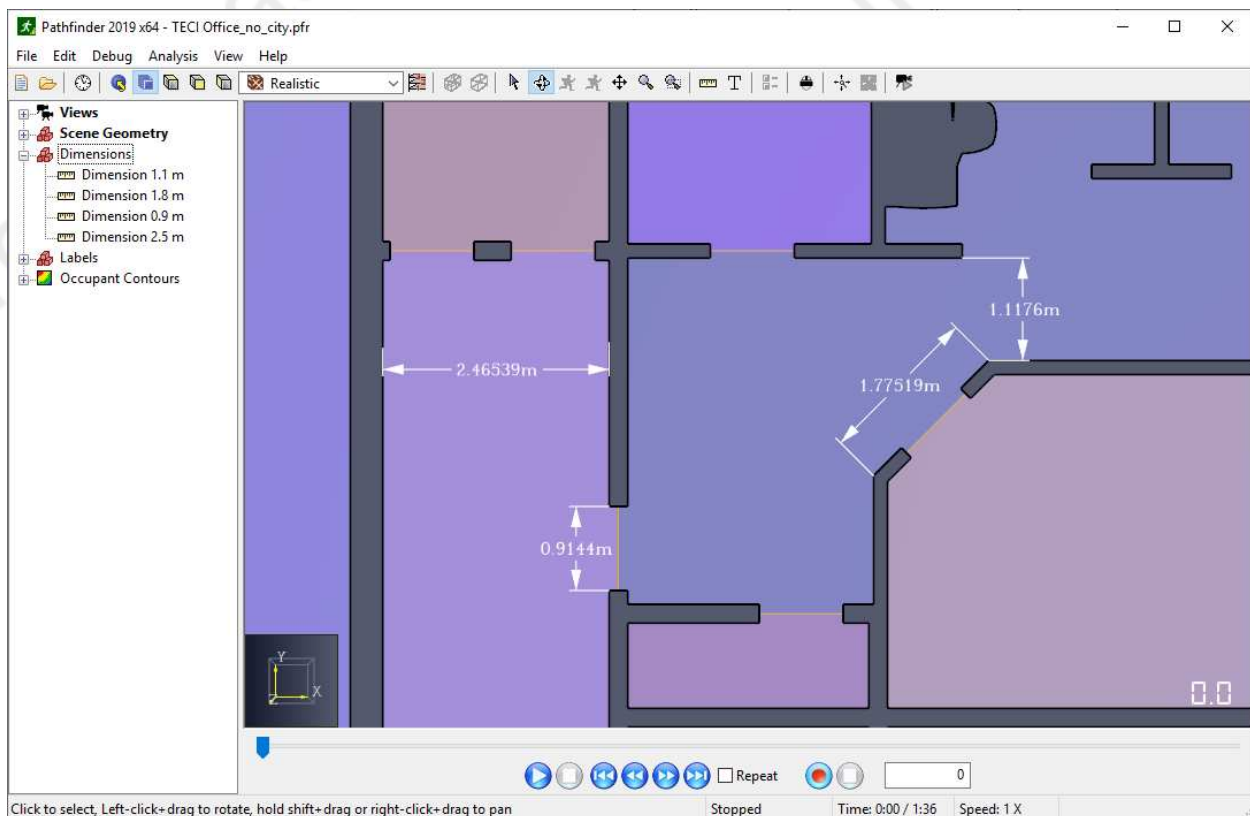 Pathfinder 2019 x64 - TECI Office_no_city.pfr
File Edit Debug Analysis View Help
Realistic
Views
Scene Geometry
Dimensions
Dimension 1.1 m
Dimension 1.8 m
Dimension 0.9 m
Dimension 2.5 m
Labels
Occupant Contours
1.1176m
2.46539m
1.77519m
0.9144m
Y
X
Z
0.0
Repeat
0
Click to select, Left-click+drag to rotate, hold shift+drag or right-click+drag to pan
Stopped
Time: 0:00 / 1:36
Speed: 1 X